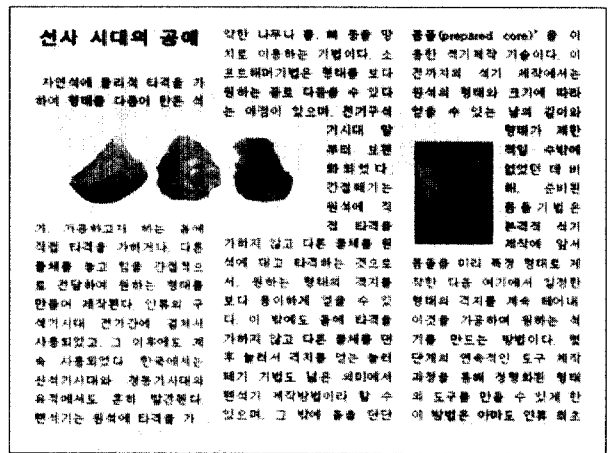 선사 시대의 공예
자연석에 물리적 타격을 가
하여 형태를 다듬어 만든 석
기. 가공하고자 하는 돌에
직접 타격을 가하거나, 다른
물체를 놓고 힘을 간접적으
로 전달하여 원하는 형태를
만들어 제작된다. 인류의 구
석기시대 전기간에 걸쳐서
사용되었고, 그 이후에도 계
속 사용되었다. 한국에서는
신석기시대와 청동기시대의
유적에서도 흔히 발견된다.
뗀석기는 원석에 타격을 가
약한 나무나 뿔, 뼈 등을 망
치로 이용하는 기법이다. 소
프트해머기법은 형태를 보다
원하는 꼴로 다듬을 수 있다
는 이점이 있으며, 전기구석
기시대 말
부터 보편
화하였다.
간접떼기는
원석에 직
접 타격을
가하지 않고 다른 물체를 원
석에 대고 타격하는 것으로
서, 원하는 형태의 격지를
보다 용이하게 얻을 수 있
다. 이 밖에도 돌에 타격을
가하지 않고 다른 물체를 댄
후 눌러서 격지를 얻는 눌러
떼기 기법도 넓은 의미에서
뗀석기 제작방법이라 할 수
있으며, 그 밖에 돌을 단단
몸돌(prepared core)' 을 이
용한 석기제작 기술이다. 이
전까지의 석기 제작에서는
원석의 형태와 크기에 따라
얻을 수 있는 날의 길이와
형태가 제한
적일 수밖에
없었던 데 비
해, 준비된
몸돌기법은
본격적 석기
제작에 앞서
몸돌을 미리 특정 형태로 제
작한 다음 여기에서 일정한
형태의 격지를 계속 떼어내
이것을 가공하여 원하는 석
기를 만드는 방법이다. 몇
단계의 연속적인 도구 제작
과정을 통해 정형화된 형태
의 도구를 만들 수 있게 한
이 방법은 아마도 인류 최초